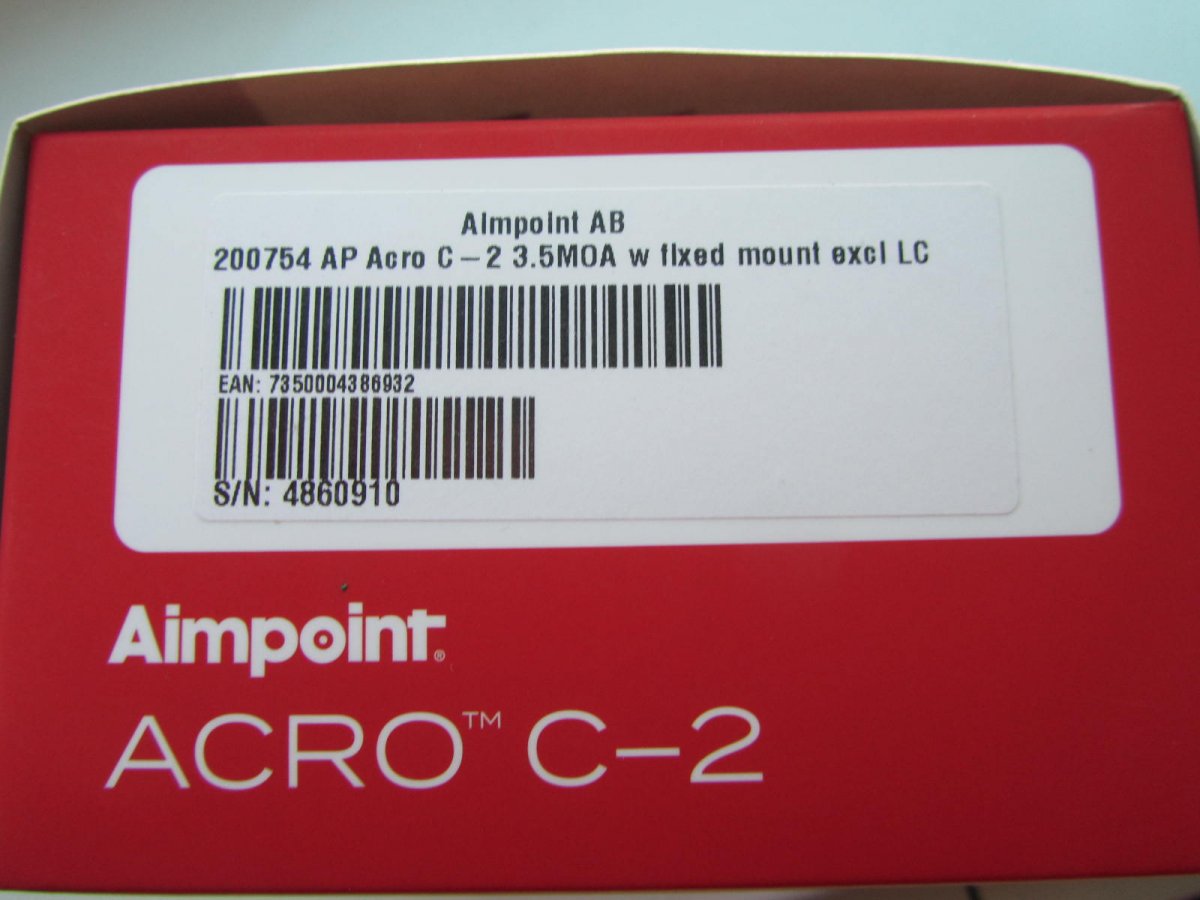 Aimpoint AB
200754 AP Acro C-2 3.5MOA w fixed mount excl LC
EAN: 7350004386932
S/N: 4860910
Aimpoint®
ACRO™ C-2